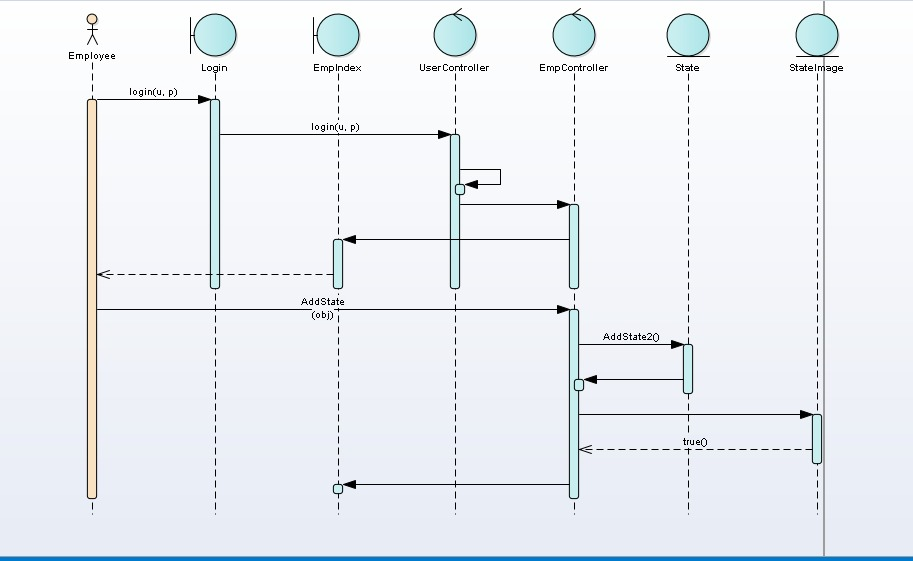 Employee
Login
EmpIndex
UserController
EmpController
State
StateImage
login(u, p)
login(u, p)
AddState
(obj)
AddState2()
true()